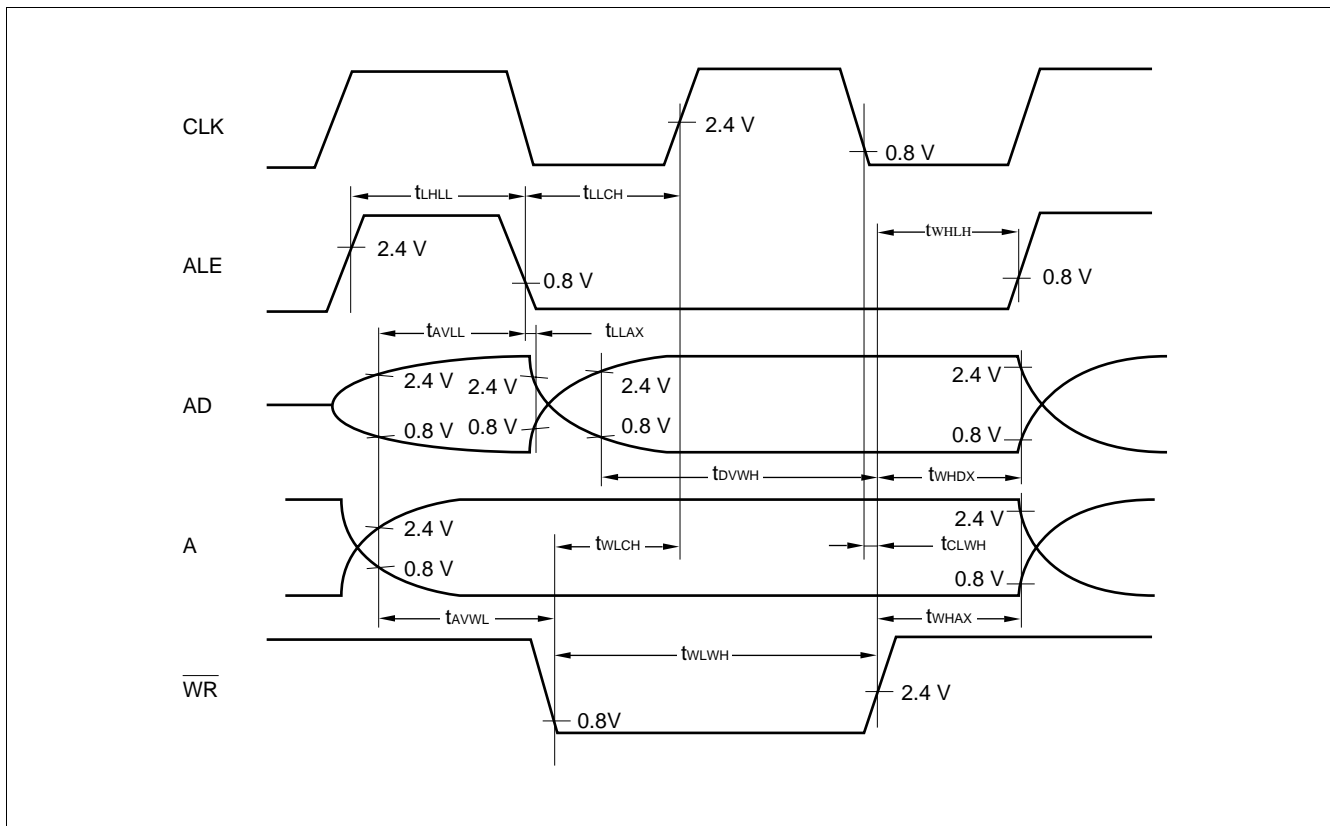 CLK
2.4 V
0.8 V
tLHLL
tLLCH
tWHLH
ALE
2.4 V
0.8 V
0.8 V
tAVLL
tLLAX
AD
2.4 V
2.4 V
2.4 V
2.4 V
0.8 V
0.8 V
0.8 V
0.8 V
tDVWH
tWHDX
A
2.4 V
2.4 V
tWLCH
tCLWH
0.8 V
0.8 V
tAVWL
tWHAX
tWLWH
WR
0.8V
2.4 V